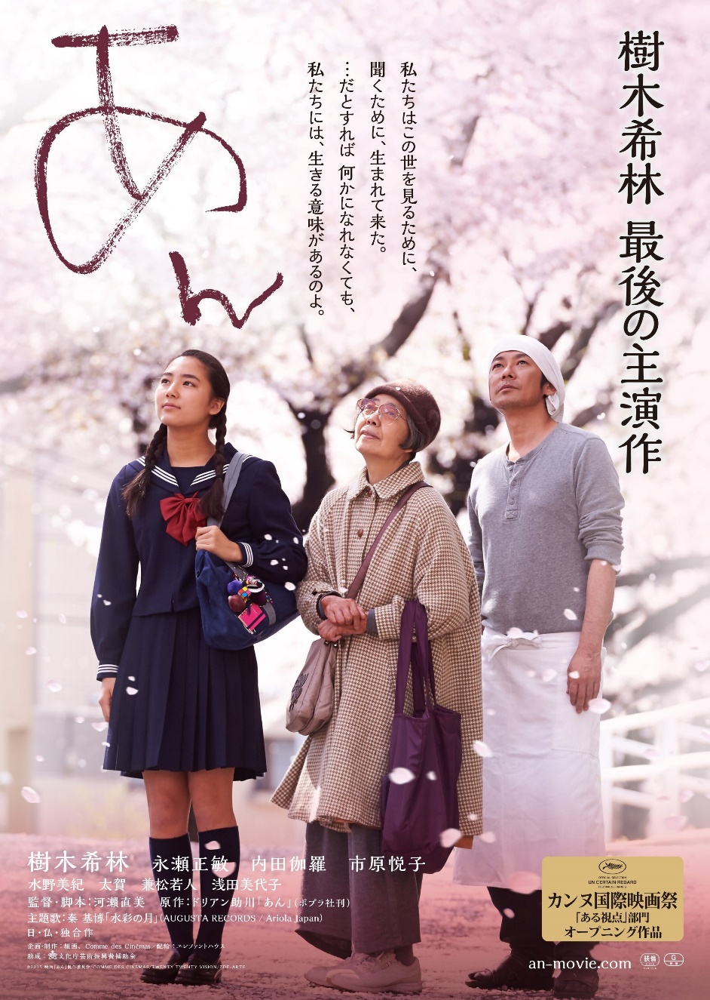 あん
樹木希林 最後の主演作
私たちはこの世を見るために、
聞くために、生まれて来た。
…だとすれば 何かになれなくても、
私たちには、生きる意味があるのよ。
樹木希林 永瀬正敏 内田伽羅 市原悦子
水野美紀 太賀 兼松若人 浅田美代子
監督・脚本：河瀬直美 原作：ドリアン助川「あん」（ポプラ社刊）
主題歌：秦 基博「水彩の月」（AUGUSTA RECORDS / Ariola Japan）
日・仏・独合作
企画・制作：組画、Comme des Cinémas／配給：エレファントハウス
助成：文化庁文化芸術振興費補助金
©2015 映画『あん』製作委員会/COMME DES CINEMAS/TWENTY TWENTY VISION/ZDF-ARTE
OFFICIAL SELECTION
UN CERTAIN REGARD
FESTIVAL DE CANNES
カンヌ国際映画祭
「ある視点」部門
オープニング作品
an-movie.com
映倫
G